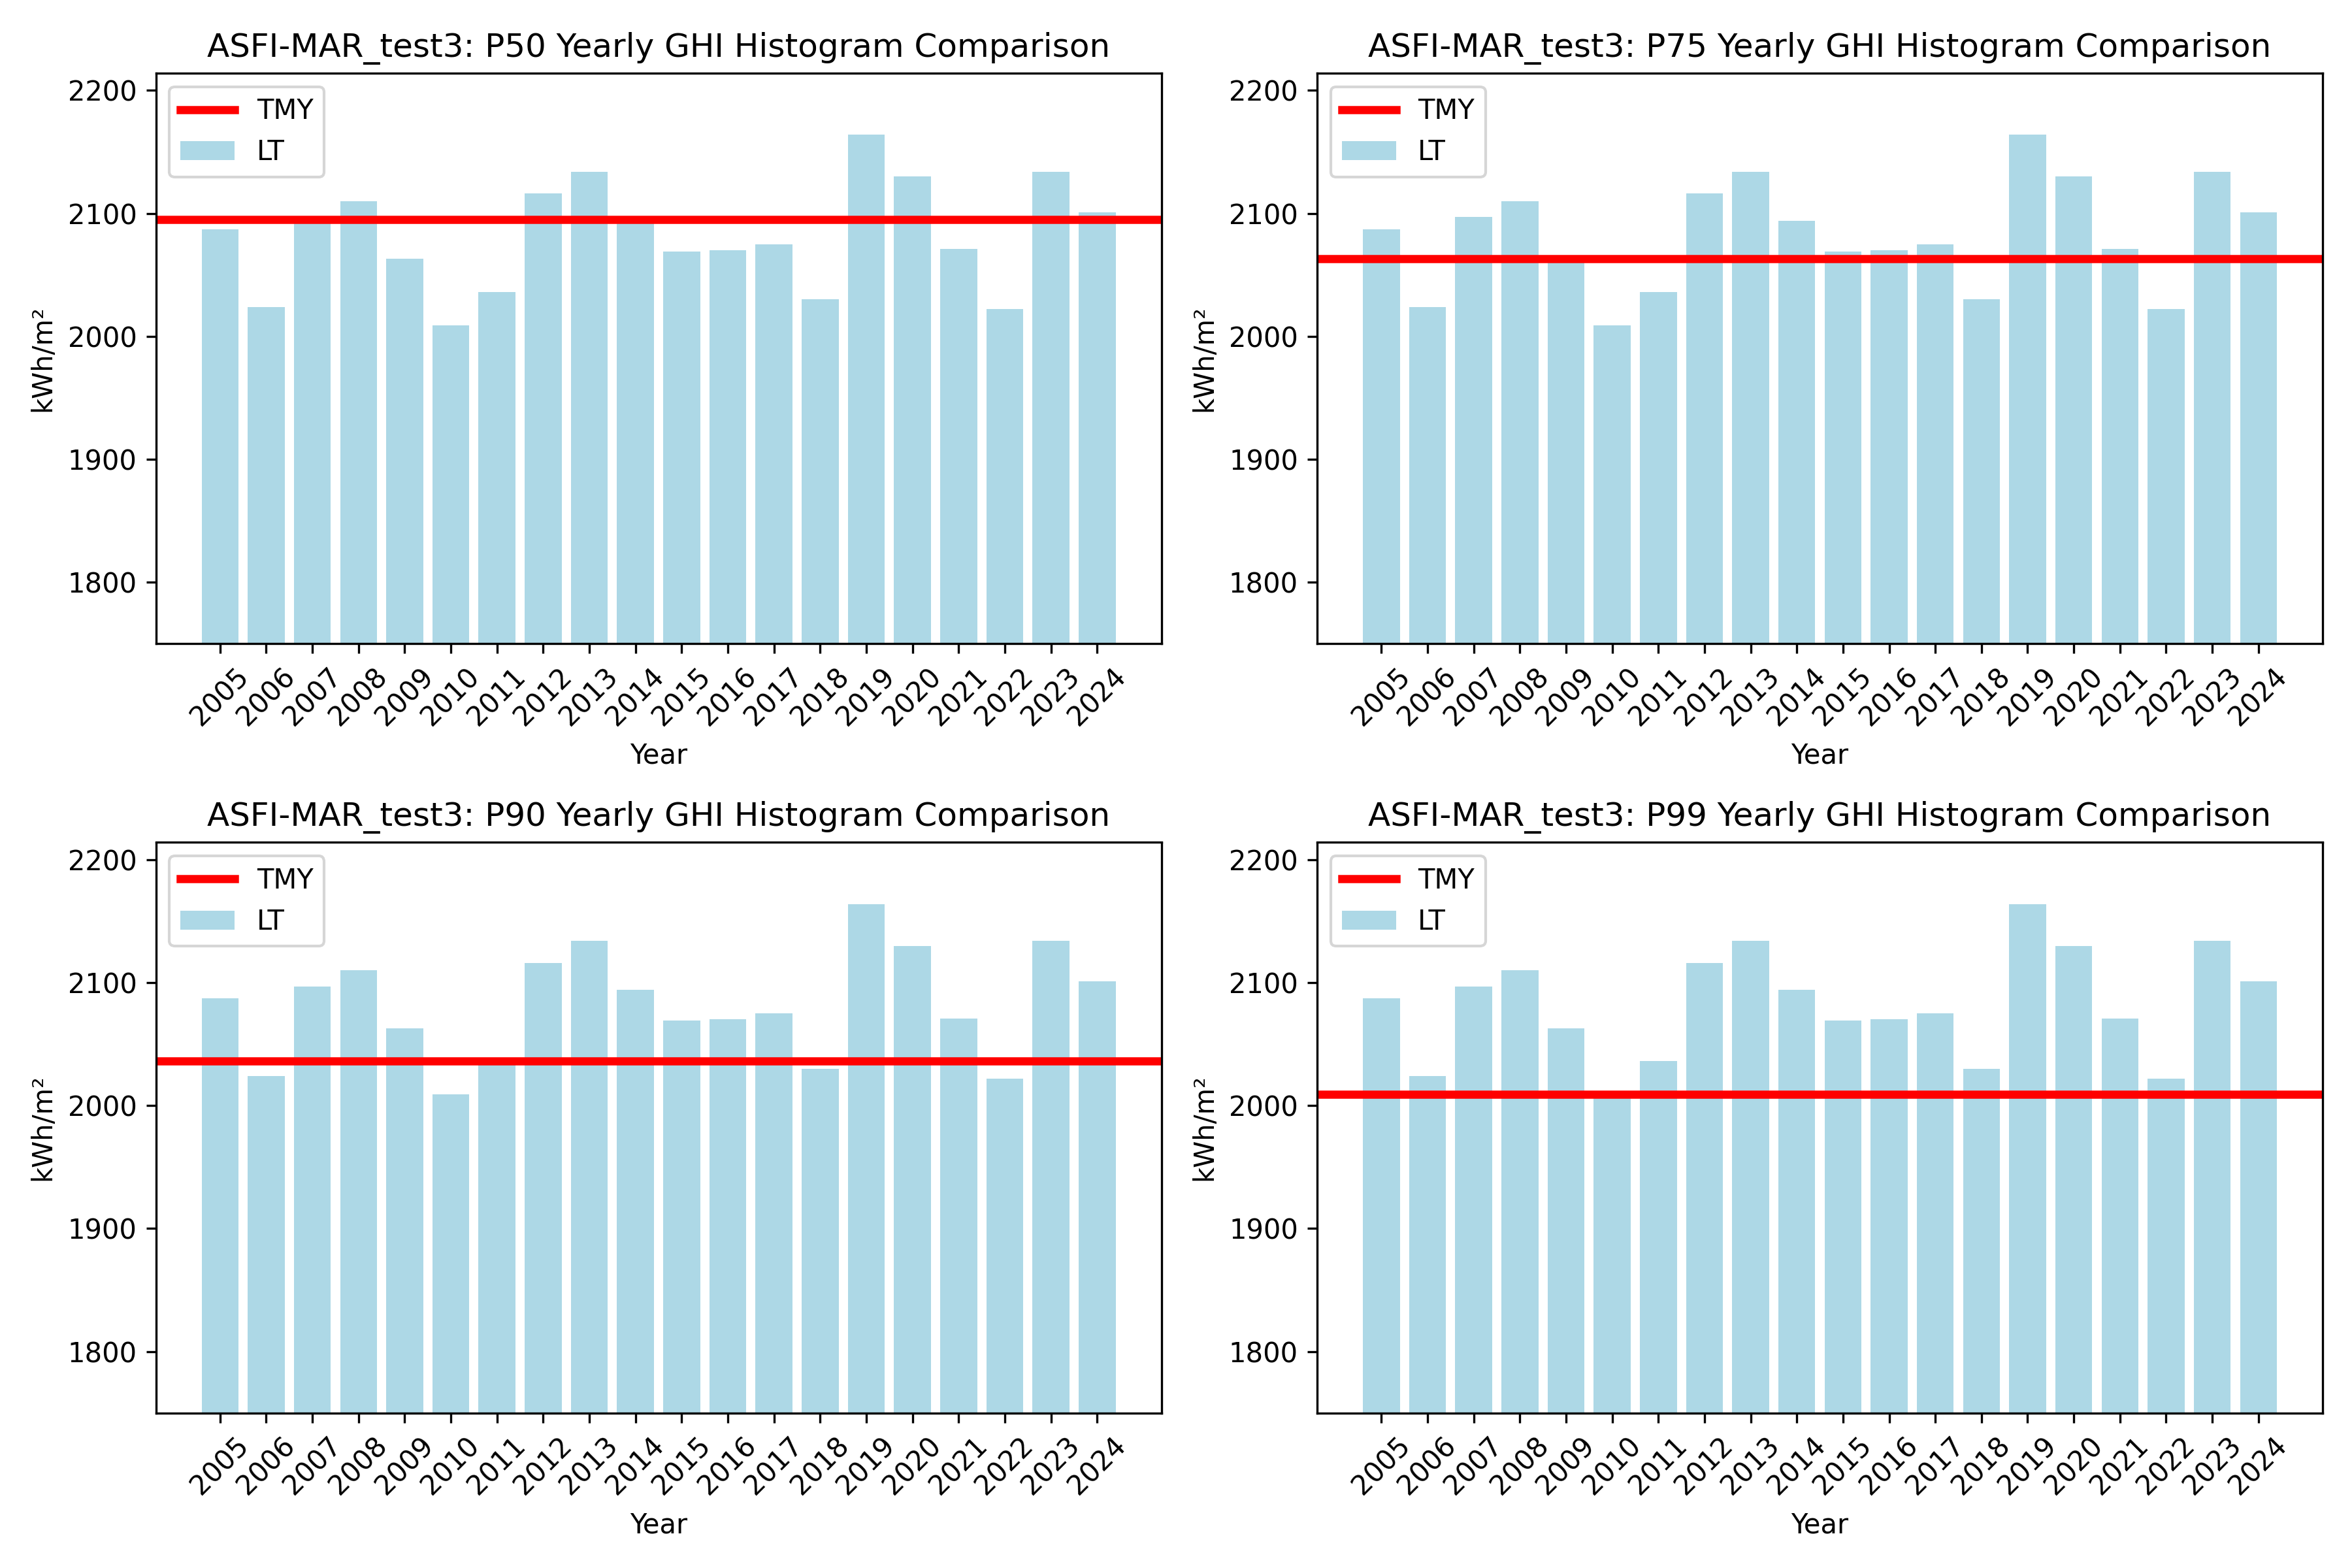 ASFI-MAR_test3: P50 Yearly GHI Histogram Comparison
2200
2100
2000
1900
1800
kWh/m²
TMY
LT
2005 2006 2007 2008 2009 2010 2011 2012 2013 2014 2015 2016 2017 2018 2019 2020 2021 2022 2023 2024
Year
ASFI-MAR_test3: P75 Yearly GHI Histogram Comparison
2200
2100
2000
1900
1800
kWh/m²
TMY
LT
2005 2006 2007 2008 2009 2010 2011 2012 2013 2014 2015 2016 2017 2018 2019 2020 2021 2022 2023 2024
Year
ASFI-MAR_test3: P90 Yearly GHI Histogram Comparison
2200
2100
2000
1900
1800
kWh/m²
TMY
LT
2005 2006 2007 2008 2009 2010 2011 2012 2013 2014 2015 2016 2017 2018 2019 2020 2021 2022 2023 2024
Year
ASFI-MAR_test3: P99 Yearly GHI Histogram Comparison
2200
2100
2000
1900
1800
kWh/m²
TMY
LT
2005 2006 2007 2008 2009 2010 2011 2012 2013 2014 2015 2016 2017 2018 2019 2020 2021 2022 2023 2024
Year